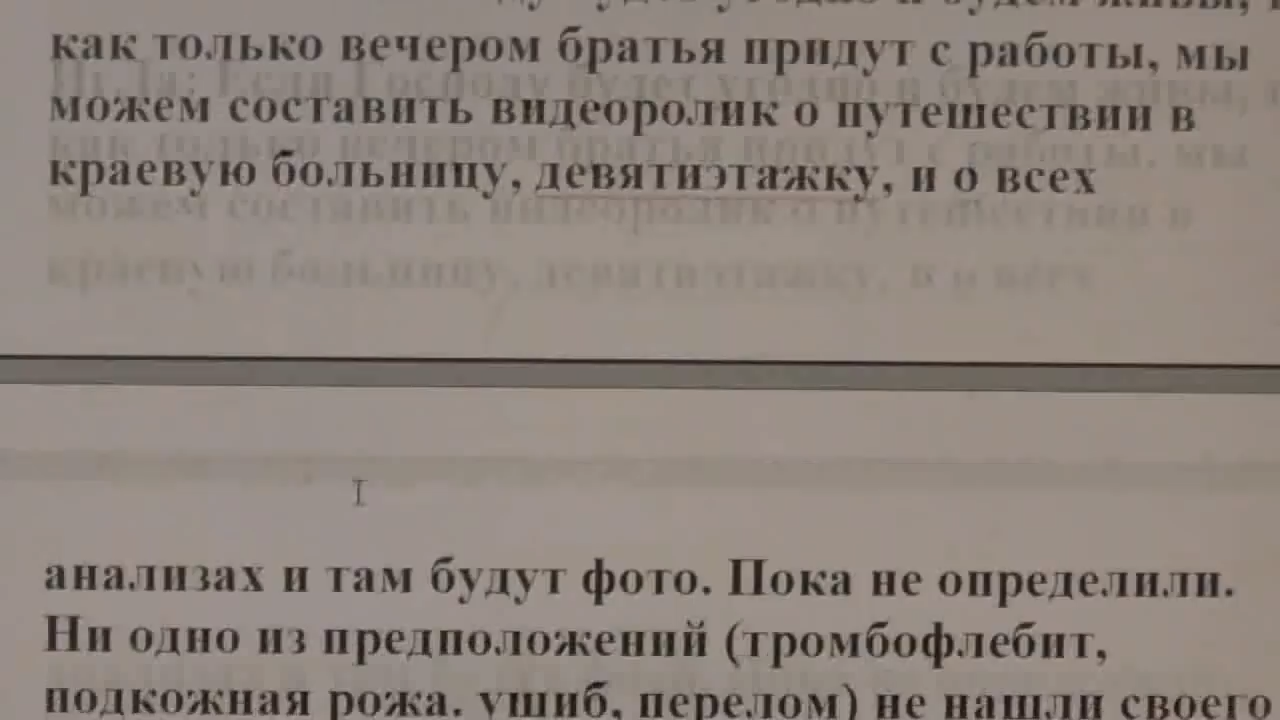 как только вечером братья придут с работы, мы
можем составить видеоролик о путешествии в
краевую больницу, девятиэтажку, и о всех
анализах и там будут фото. Пока не определили.
Ни одно из предположений (тромбофлебит,
подкожная рожа. ушиб, перелом) не нашли своего